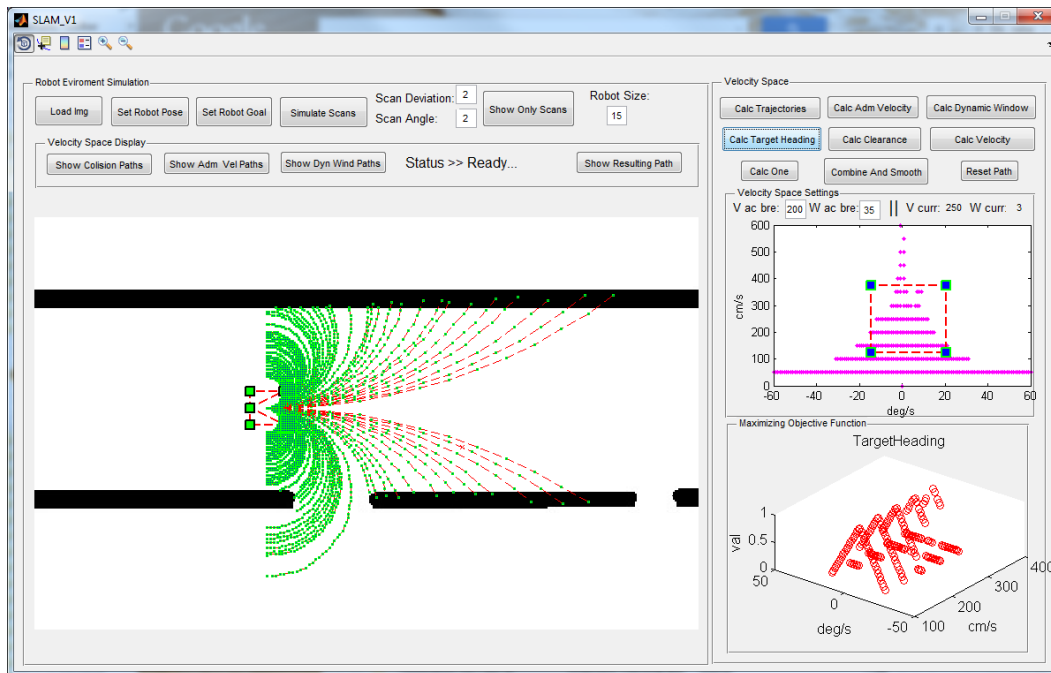 SLAM_V1
Robot Eviroment Simulation
Load Img Set Robot Pose Set Robot Goal Simulate Scans Scan Deviation: 2 Scan Angle: 2 Show Only Scans Robot Size: 15
Velocity Space Display
Show Colision Paths Show Adm Vel Paths Show Dyn Wind Paths Status >> Ready... Show Resulting Path
Velocity Space
Calc Trajectories Calc Adm Velocity Calc Dynamic Window
Calc Target Heading Calc Clearance Calc Velocity
Calc One Combine And Smooth Reset Path
Velocity Space Settings
V ac bre: 200 W ac bre: 35 || V curr: 250 W curr: 3
600
500
400
300
200
100
0
cm/s
-60 -40 -20 0 20 40 60
deg/s
Maximizing Objective Function
TargetHeading
1
0.5
0
val
50 0 -50
deg/s
100 200 300 400
cm/s